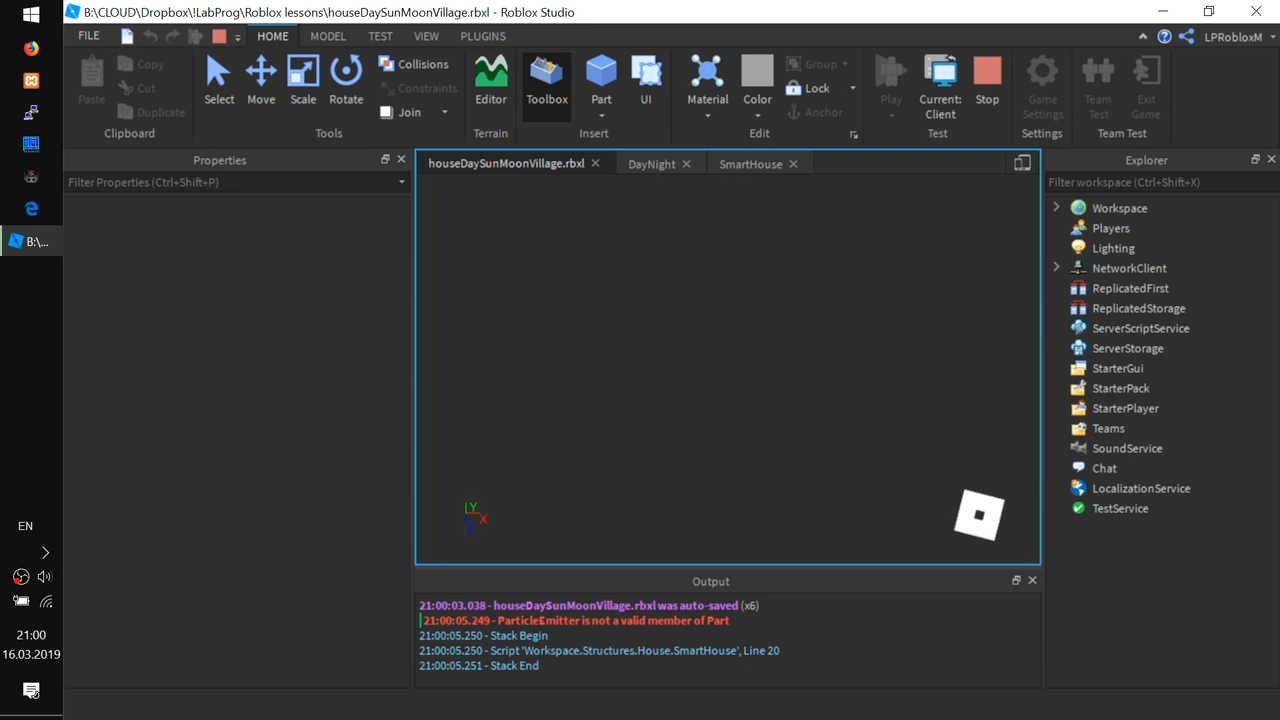 B:\CLOUD\Dropbox\!LabProg\Roblox lessons\houseDaySunMoonVillage.rbxl - Roblox Studio
FILE HOME MODEL TEST VIEW PLUGINS LPRobloxM
Paste Copy Cut Duplicate
Select Move Scale Rotate Collisions Constraints Join
Editor Toolbox Part UI
Material Color Group Lock Anchor
Play Current: Client Stop Game Settings Team Test Exit Game
Clipboard Tools Terrain Insert Edit Test Settings Team Test
Properties
Filter Properties (Ctrl+Shift+P)
houseDaySunMoonVillage.rbxl DayNight SmartHouse
Y
X
Z
Explorer
Filter workspace (Ctrl+Shift+X)
Workspace
Players
Lighting
NetworkClient
ReplicatedFirst
ReplicatedStorage
ServerScriptService
ServerStorage
StarterGui
StarterPack
StarterPlayer
Teams
SoundService
Chat
LocalizationService
TestService
Output
21:00:03.038 - houseDaySunMoonVillage.rbxl was auto-saved (x6)
21:00:05.249 - ParticleEmitter is not a valid member of Part
21:00:05.250 - Stack Begin
21:00:05.250 - Script 'Workspace.Structures.House.SmartHouse', Line 20
21:00:05.251 - Stack End
B:\...
EN
21:00
16.03.2019